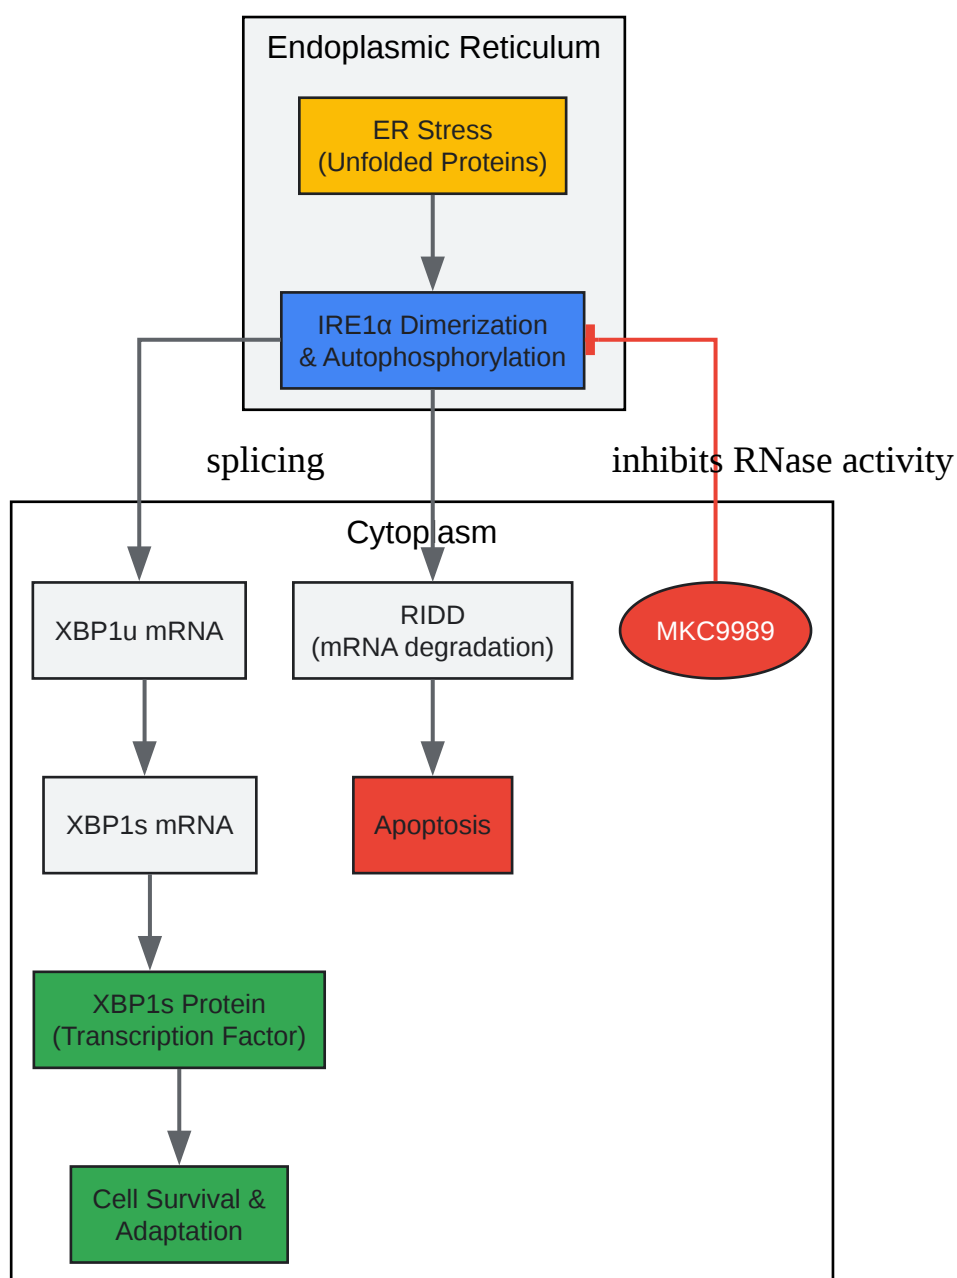 Endoplasmic Reticulum
ER Stress
(Unfolded Proteins)
IRE1α Dimerization
& Autophosphorylation
splicing
inhibits RNase activity
Cytoplasm
XBP1u mRNA
RIDD
(mRNA degradation)
MKC9989
XBP1s mRNA
Apoptosis
XBP1s Protein
(Transcription Factor)
Cell Survival &
Adaptation